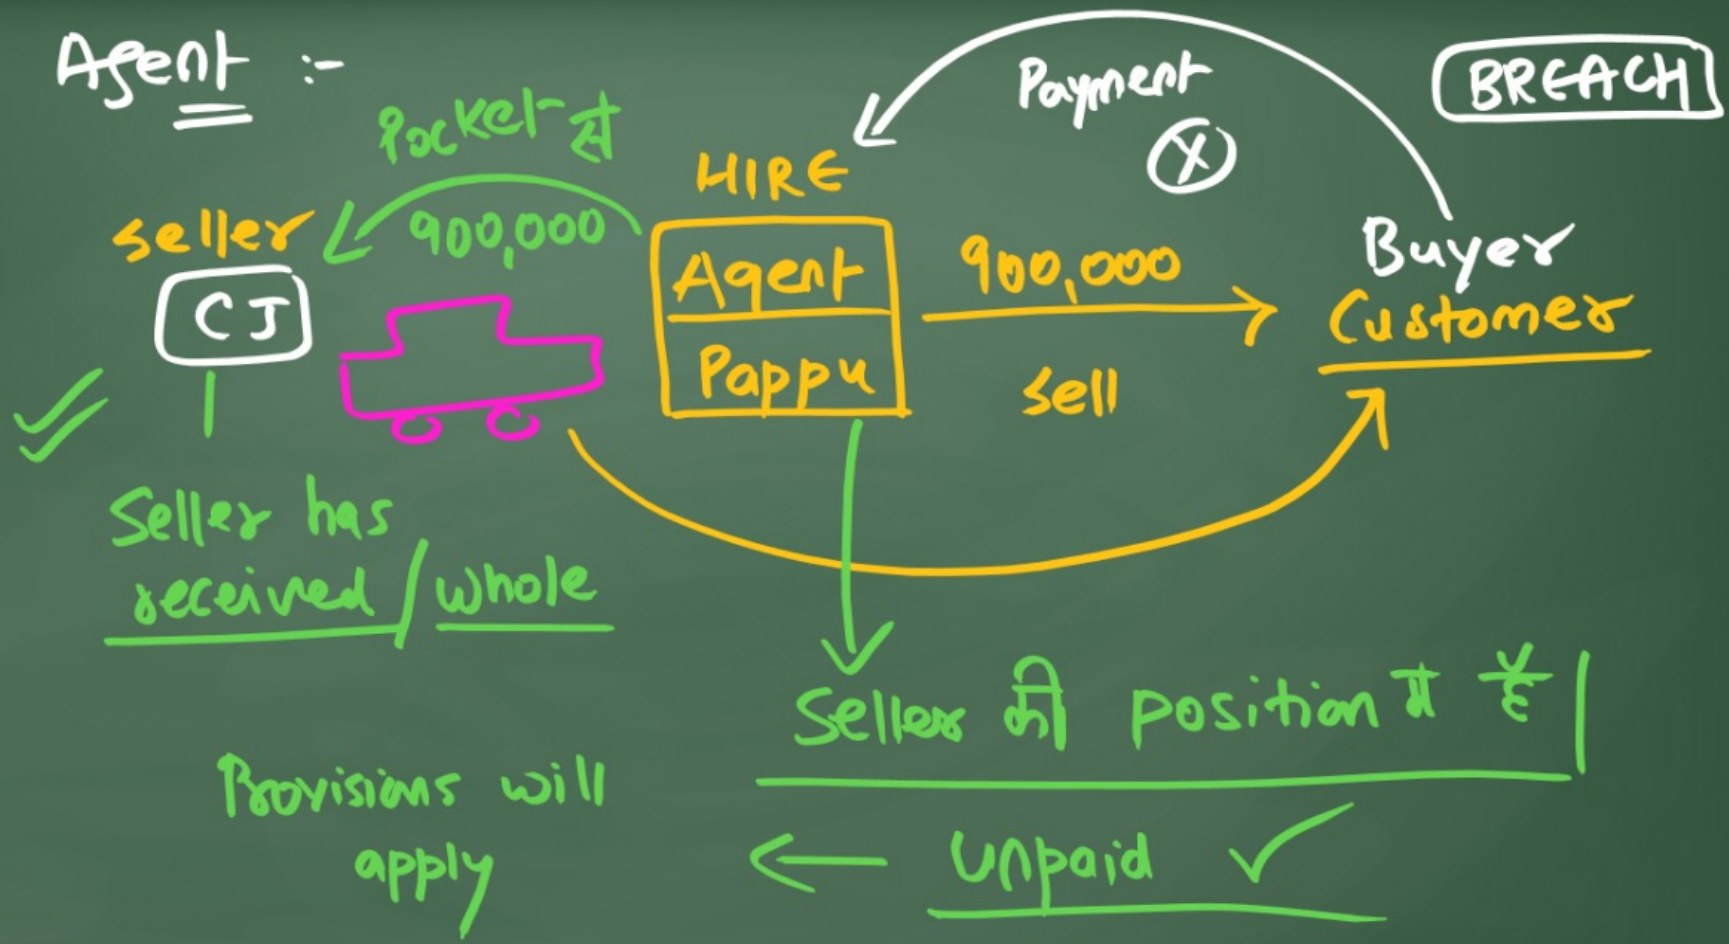 Agent :-
BREACH
Payment
X
Pocket से
HIRE
900,000
seller
CJ
Agent
Pappu
900,000
sell
Buyer
Customer
Seller has
received / whole
Seller की position में है
Provisions will
apply
Unpaid ✓